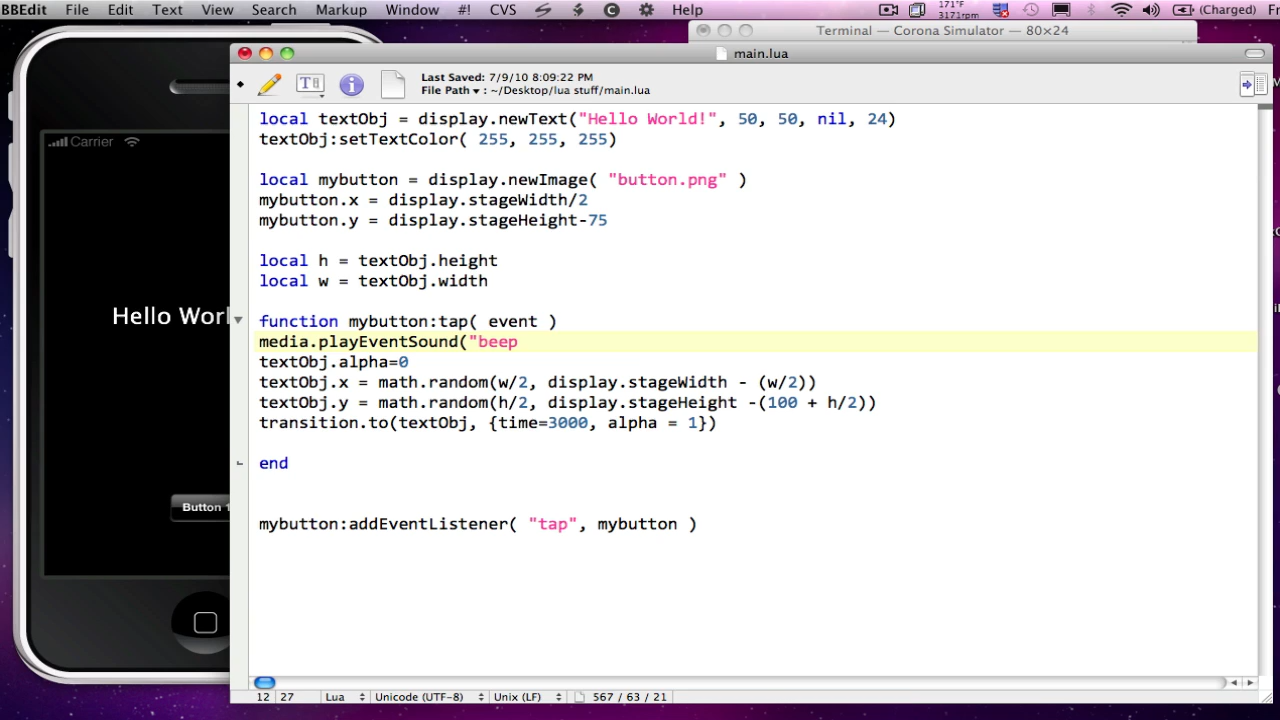 BBEdit File Edit Text View Search Markup Window #! CVS Help 171°F 3171rpm (Charged) Fr
Terminal — Corona Simulator — 80×24
main.lua
Last Saved: 7/9/10 8:09:22 PM
File Path ▾ : ~/Desktop/lua stuff/main.lua
Carrier
local textObj = display.newText("Hello World!", 50, 50, nil, 24)
textObj:setTextColor( 255, 255, 255)
local mybutton = display.newImage( "button.png" )
mybutton.x = display.stageWidth/2
mybutton.y = display.stageHeight-75
local h = textObj.height
local w = textObj.width
Hello Worl
function mybutton:tap( event )
media.playEventSound("beep
textObj.alpha=0
textObj.x = math.random(w/2, display.stageWidth - (w/2))
textObj.y = math.random(h/2, display.stageHeight -(100 + h/2))
transition.to(textObj, {time=3000, alpha = 1})
end
Button 1
mybutton:addEventListener( "tap", mybutton )
12 27 Lua Unicode (UTF-8) Unix (LF) 567 / 63 / 21